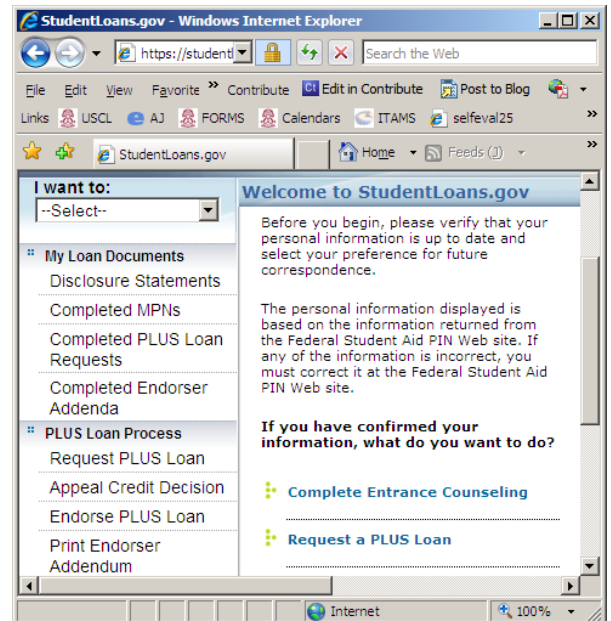 StudentLoans.gov - Windows Internet Explorer
https://studentl
Search the Web
File Edit View Favorite » Contribute Ct Edit in Contribute Post to Blog
Links USCL AJ FORMS Calendars ITAMS selfeval25 »
StudentLoans.gov Home Feeds (J) »
I want to:
--Select--
My Loan Documents
Disclosure Statements
Completed MPNs
Completed PLUS Loan
Requests
Completed Endorser
Addenda
PLUS Loan Process
Request PLUS Loan
Appeal Credit Decision
Endorse PLUS Loan
Print Endorser
Addendum
Welcome to StudentLoans.gov
Before you begin, please verify that your
personal information is up to date and
select your preference for future
correspondence.
The personal information displayed is
based on the information returned from
the Federal Student Aid PIN Web site. If
any of the information is incorrect, you
must correct it at the Federal Student Aid
PIN Web site.
If you have confirmed your
information, what do you want to do?
Complete Entrance Counseling
Request a PLUS Loan
Internet 100%